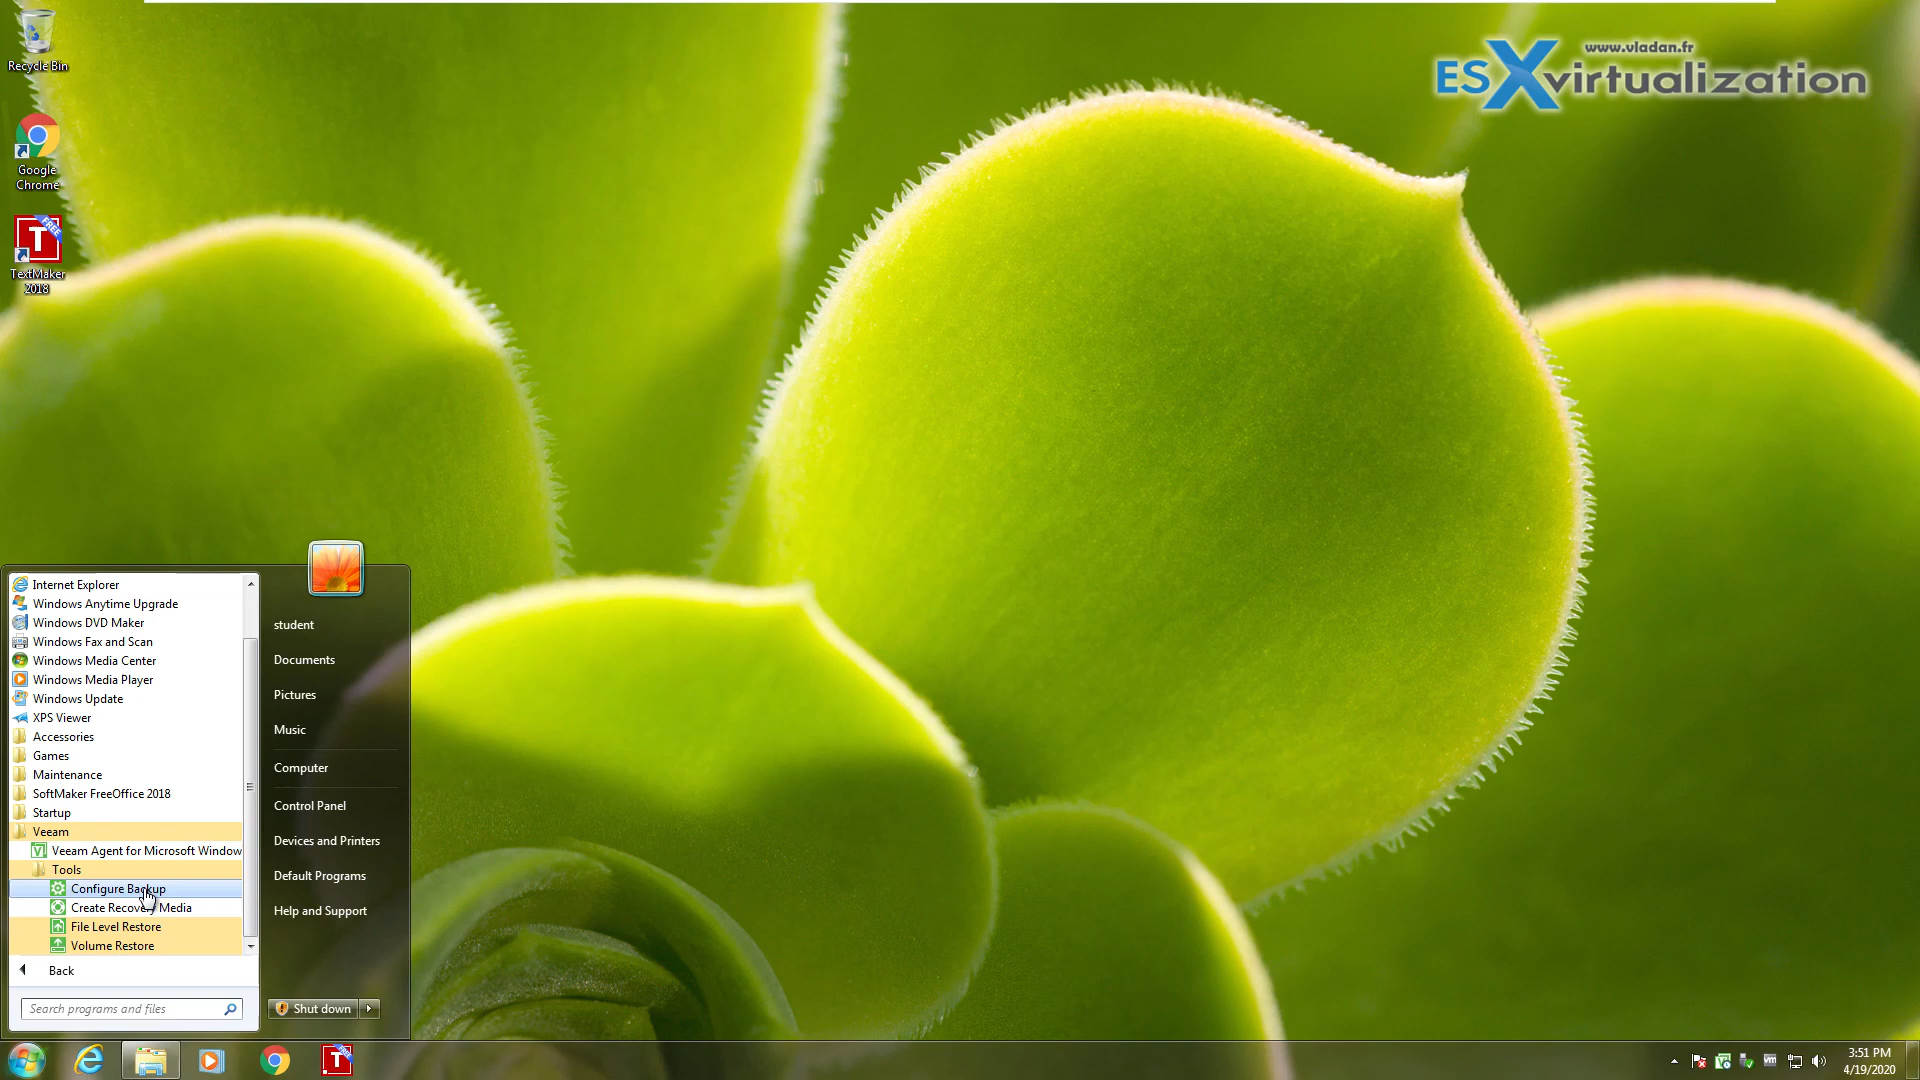 Recycle Bin
Google
Chrome
FREE
T
TextMaker
2018
www.vladan.fr
ESXvirtualization
Internet Explorer
Windows Anytime Upgrade
Windows DVD Maker
Windows Fax and Scan
Windows Media Center
Windows Media Player
Windows Update
XPS Viewer
Accessories
Games
Maintenance
SoftMaker FreeOffice 2018
Startup
Veeam
Veeam Agent for Microsoft Window
Tools
Configure Backup
Create Recovery Media
File Level Restore
Volume Restore
Back
Search programs and files
student
Documents
Pictures
Music
Computer
Control Panel
Devices and Printers
Default Programs
Help and Support
Shut down
T
vm
3:51 PM
4/19/2020